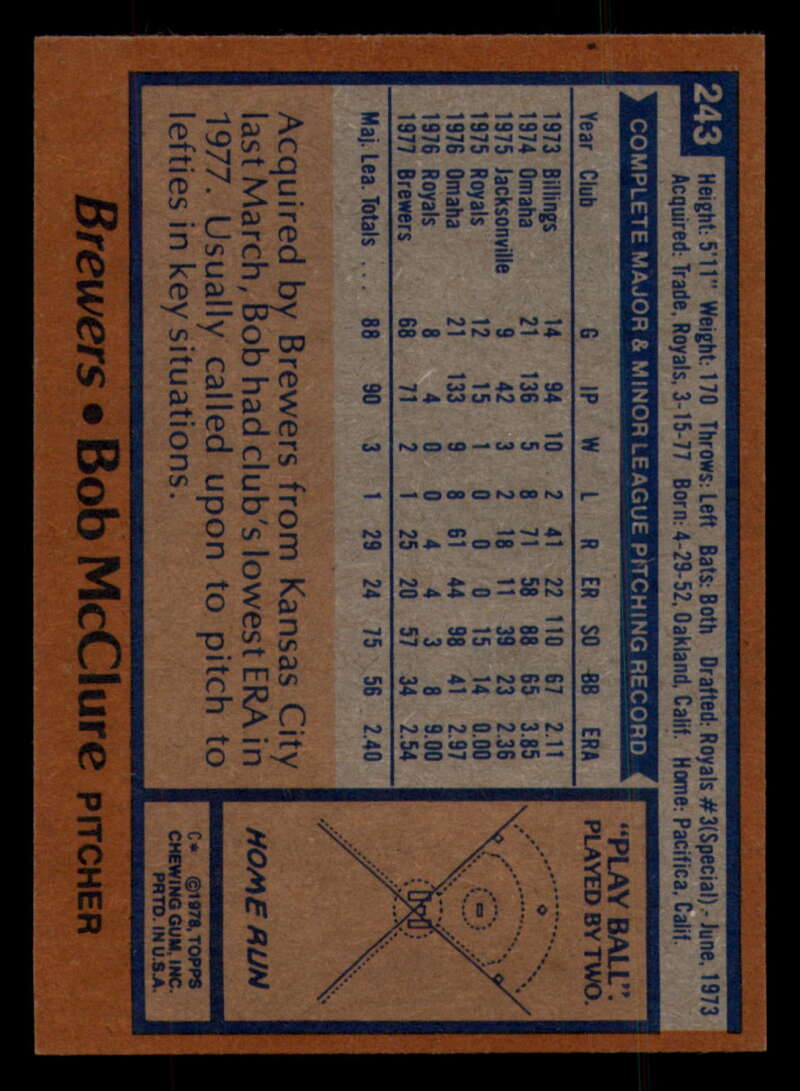 243
Height: 5'11" Weight: 170 Throws: Left Bats: Both Drafted: Royals #3(Special)- June, 1973
Acquired: Trade, Royals, 3-15-77 Born: 4-29-52, Oakland, Calif. Home: Pacifica, Calif.
COMPLETE MAJOR & MINOR LEAGUE PITCHING RECORD
Year Club G IP W L R ER SO BB ERA
1973 Billings 14 94 10 2 41 22 110 67 2.11
1974 Omaha 21 136 5 8 71 58 88 65 3.85
1975 Jacksonville 9 42 3 2 18 11 39 23 2.36
1975 Royals 12 15 1 0 0 0 15 14 0.00
1976 Omaha 21 133 9 8 61 44 98 41 2.97
1976 Royals 8 4 0 0 4 4 3 8 9.00
1977 Brewers 68 71 2 1 25 20 57 34 2.54
Maj. Lea. Totals ... 88 90 3 1 29 24 75 56 2.40
Acquired by Brewers from Kansas City
last March, Bob had club's lowest ERA in
1977. Usually called upon to pitch to
lefties in key situations.
"PLAY BALL":
PLAYED BY TWO.
HOME RUN
C* ©1978, TOPPS
CHEWING GUM, INC.
PRTD. IN U.S.A.
Brewers • Bob McClure PITCHER